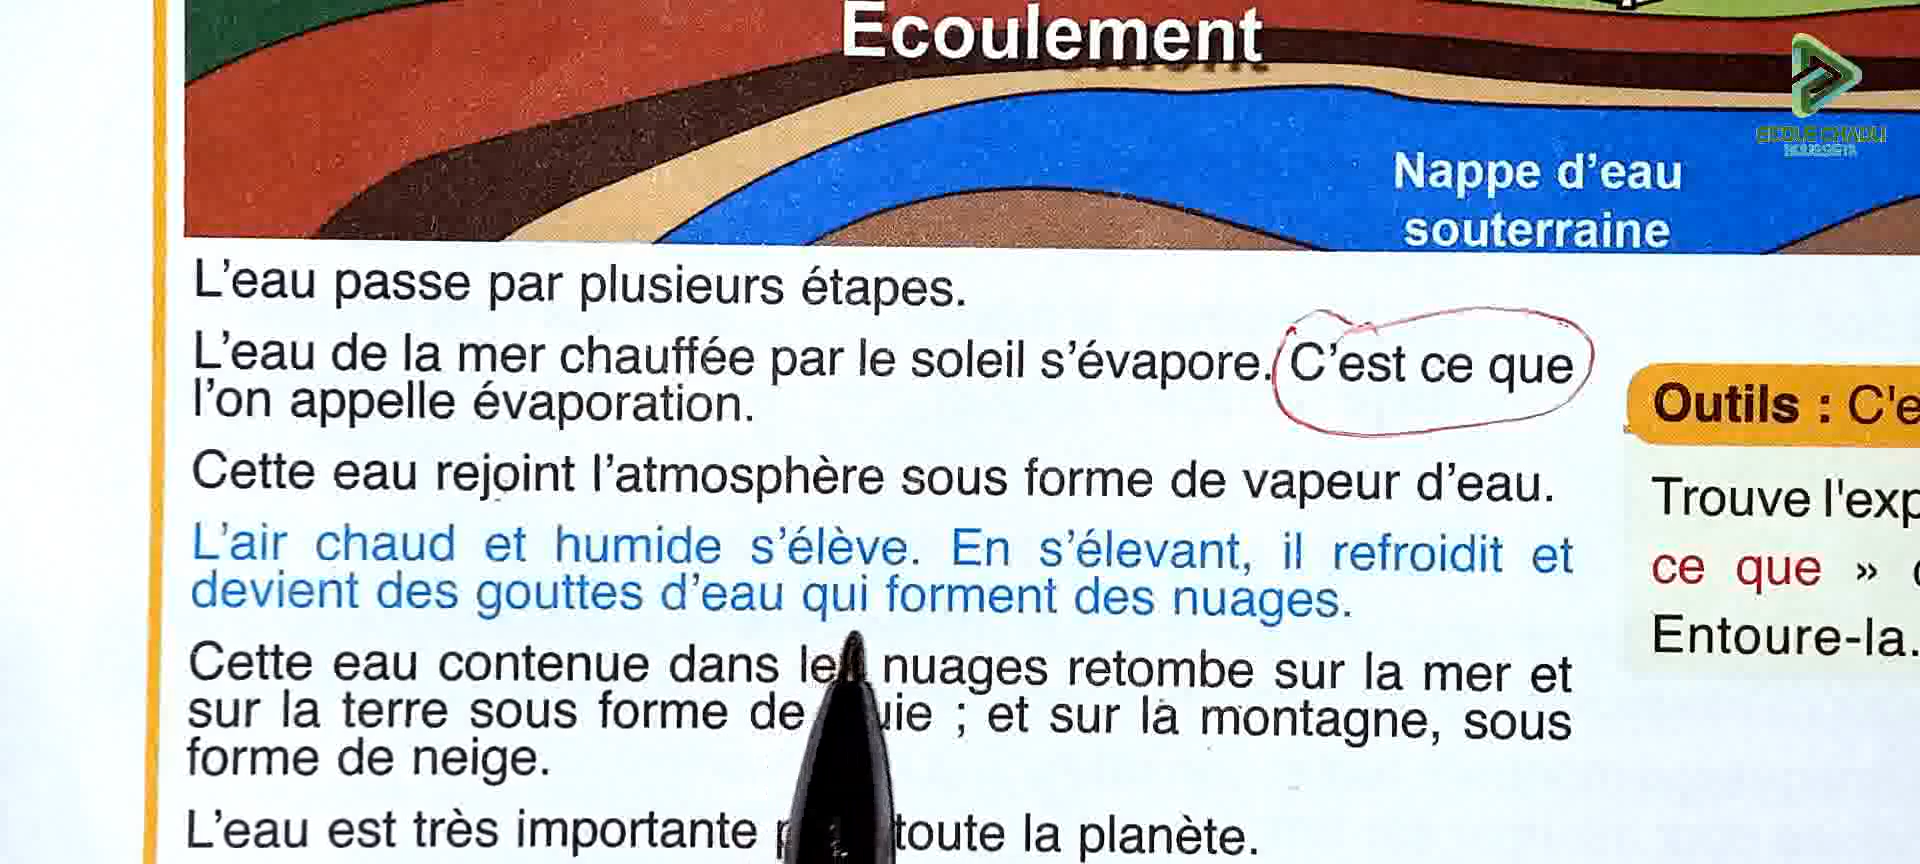 Ecoulement
ECOLE CHADLI
Nappe d'eau
souterraine
L'eau passe par plusieurs étapes.
L'eau de la mer chauffée par le soleil s'évapore. C'est ce que
l'on appelle évaporation.
Cette eau rejoint l'atmosphère sous forme de vapeur d'eau.
L'air chaud et humide s'élève. En s'élevant, il refroidit et
devient des gouttes d'eau qui forment des nuages.
Cette eau contenue dans nuages retombe sur la mer et
sur la terre sous forme de ; et sur la montagne, sous
forme de neige.
L'eau est très importante toute la planète.
Outils : C'e
Trouve l'exp
ce que »
Entoure-la.